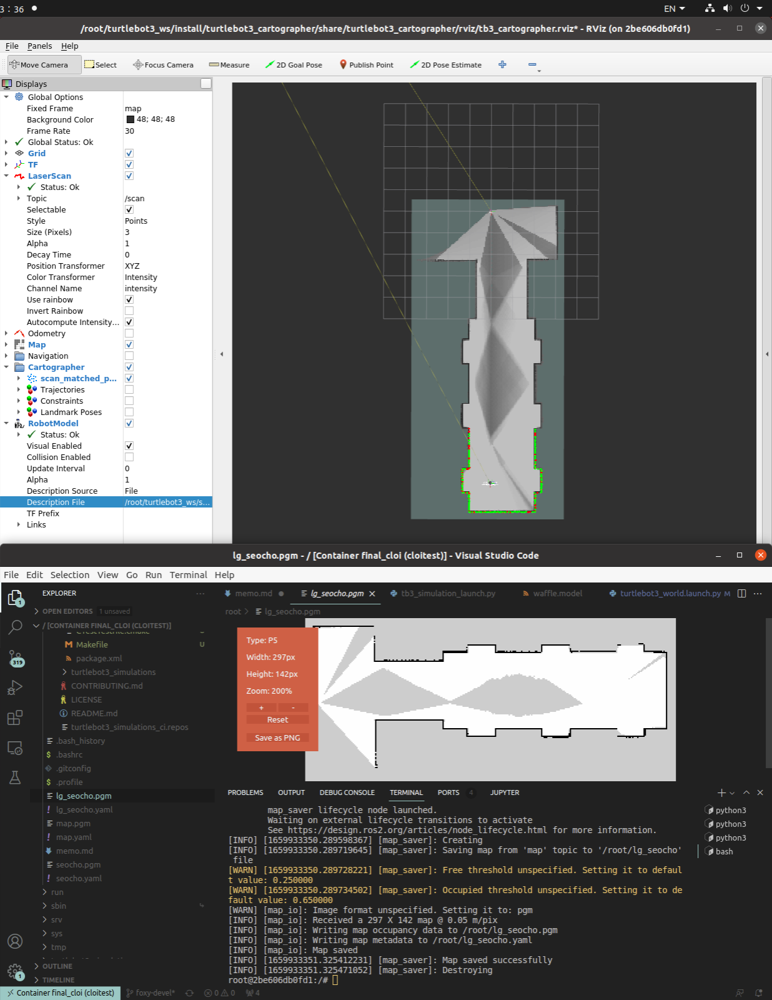 3 : 36
EN
/root/turtlebot3_ws/install/turtlebot3_cartographer/share/turtlebot3_cartographer/rviz/tb3_cartographer.rviz* - RViz (on 2be606db0fd1)
File Panels Help
Move Camera Select Focus Camera Measure 2D Goal Pose Publish Point 2D Pose Estimate
Displays
Global Options
Fixed Frame map
Background Color 48; 48; 48
Frame Rate 30
Global Status: Ok
Grid
TF
LaserScan
Status: Ok
Topic /scan
Selectable
Style Points
Size (Pixels) 3
Alpha 1
Decay Time 0
Position Transformer XYZ
Color Transformer Intensity
Channel Name intensity
Use rainbow
Invert Rainbow
Autocompute Intensity...
Odometry
Map
Navigation
Cartographer
scan_matched_p...
Trajectories
Constraints
Landmark Poses
RobotModel
Status: Ok
Visual Enabled
Collision Enabled
Update Interval 0
Alpha 1
Description Source File
Description File /root/turtlebot3_ws/s...
TF Prefix
Links
lg_seocho.pgm - / [Container final_cloi (cloitest)] - Visual Studio Code
File Edit Selection View Go Run Terminal Help
EXPLORER
OPEN EDITORS 1 unsaved
/ [CONTAINER FINAL_CLOI (CLOITEST)]
Makefile U
package.xml
turtlebot3_simulations
CONTRIBUTING.md
LICENSE
README.md
turtlebot3_simulations_ci.repos
.bash_history
.bashrc
.gitconfig
.profile
lg_seocho.pgm
lg_seocho.yaml
map.pgm
map.yaml
memo.md
seocho.pgm
seocho.yaml
run
sbin
srv
sys
tmp
OUTLINE
TIMELINE
1
319
1
memo.md lg_seocho.pgm tb3_simulation_launch.py waffle.model turtlebot3_world.launch.py M
root > lg_seocho.pgm
Type: P5
Width: 297px
Height: 142px
Zoom: 200%
+ -
Reset
Save as PNG
PROBLEMS OUTPUT DEBUG CONSOLE TERMINAL PORTS 4 JUPYTER
map_saver lifecycle node launched.
Waiting on external lifecycle transitions to activate
See https://design.ros2.org/articles/node_lifecycle.html for more information.
[INFO] [1659933350.289598367] [map_saver]: Creating
[INFO] [1659933350.289719645] [map_saver]: Saving map from 'map' topic to '/root/lg_seocho'
file
[WARN] [1659933350.289728221] [map_saver]: Free threshold unspecified. Setting it to defaul
t value: 0.250000
[WARN] [1659933350.289734502] [map_saver]: Occupied threshold unspecified. Setting it to de
fault value: 0.650000
[WARN] [map_io]: Image format unspecified. Setting it to: pgm
[INFO] [map_io]: Received a 297 X 142 map @ 0.05 m/pix
[INFO] [map_io]: Writing map occupancy data to /root/lg_seocho.pgm
[INFO] [map_io]: Writing map metadata to /root/lg_seocho.yaml
[INFO] [map_io]: Map saved
[INFO] [1659933351.325412231] [map_saver]: Map saved successfully
[INFO] [1659933351.325471052] [map_saver]: Destroying
root@2be606db0fd1:/#
python3
python3
python3
bash
Container final_cloi (cloitest) foxy-devel* 0 0 4